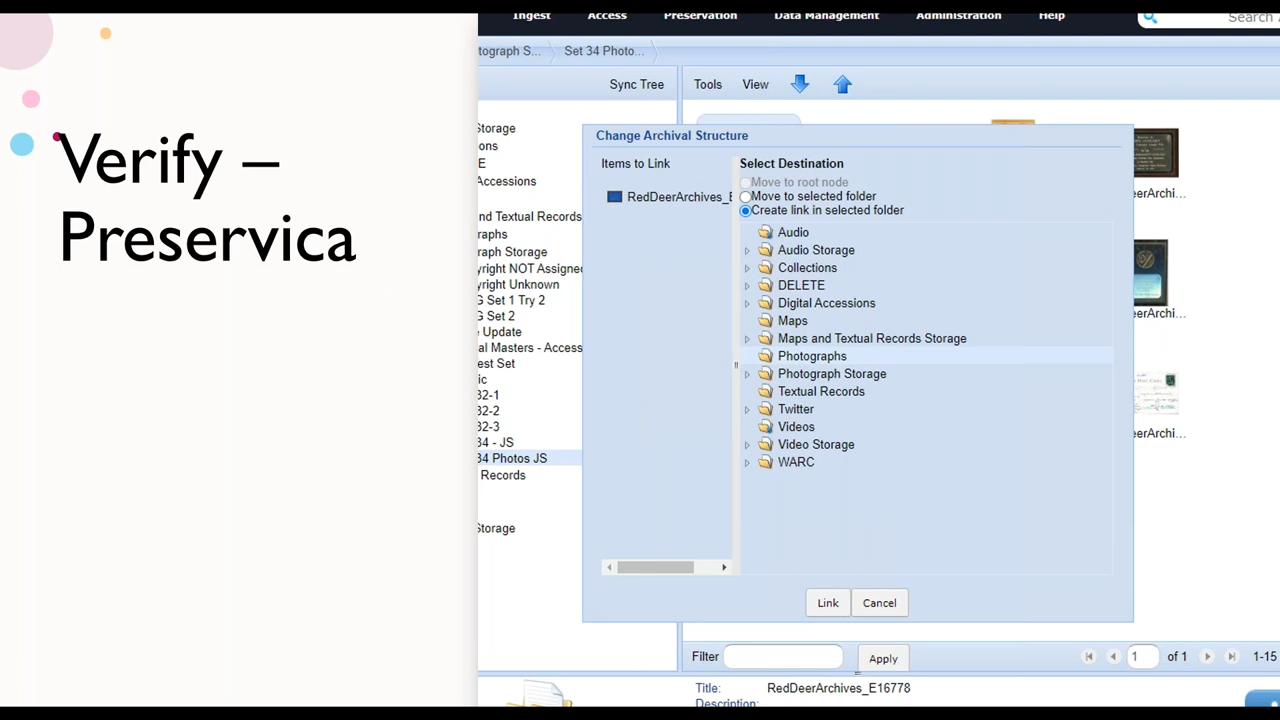 Verify –
Preservica
Ingest Access Preservation Data Management Administration Help
Search
tograph S... Set 34 Photo...
Sync Tree Tools View
Storage
ons
E
Accessions
nd Textual Records
raphs
raph Storage
yright NOT Assigned
yright Unknown
G Set 1 Try 2
G Set 2
e Update
al Masters - Access
est Set
ic
32-1
32-2
32-3
34 - JS
34 Photos JS
Records
Storage
Change Archival Structure
Items to Link
RedDeerArchives_E
Select Destination
Move to root node
Move to selected folder
Create link in selected folder
Audio
Audio Storage
Collections
DELETE
Digital Accessions
Maps
Maps and Textual Records Storage
Photographs
Photograph Storage
Textual Records
Twitter
Videos
Video Storage
WARC
Link Cancel
erArchi...
eerArchi...
eerArchi...
Filter Apply 1 of 1 1-15
Title: RedDeerArchives_E16778
Description: